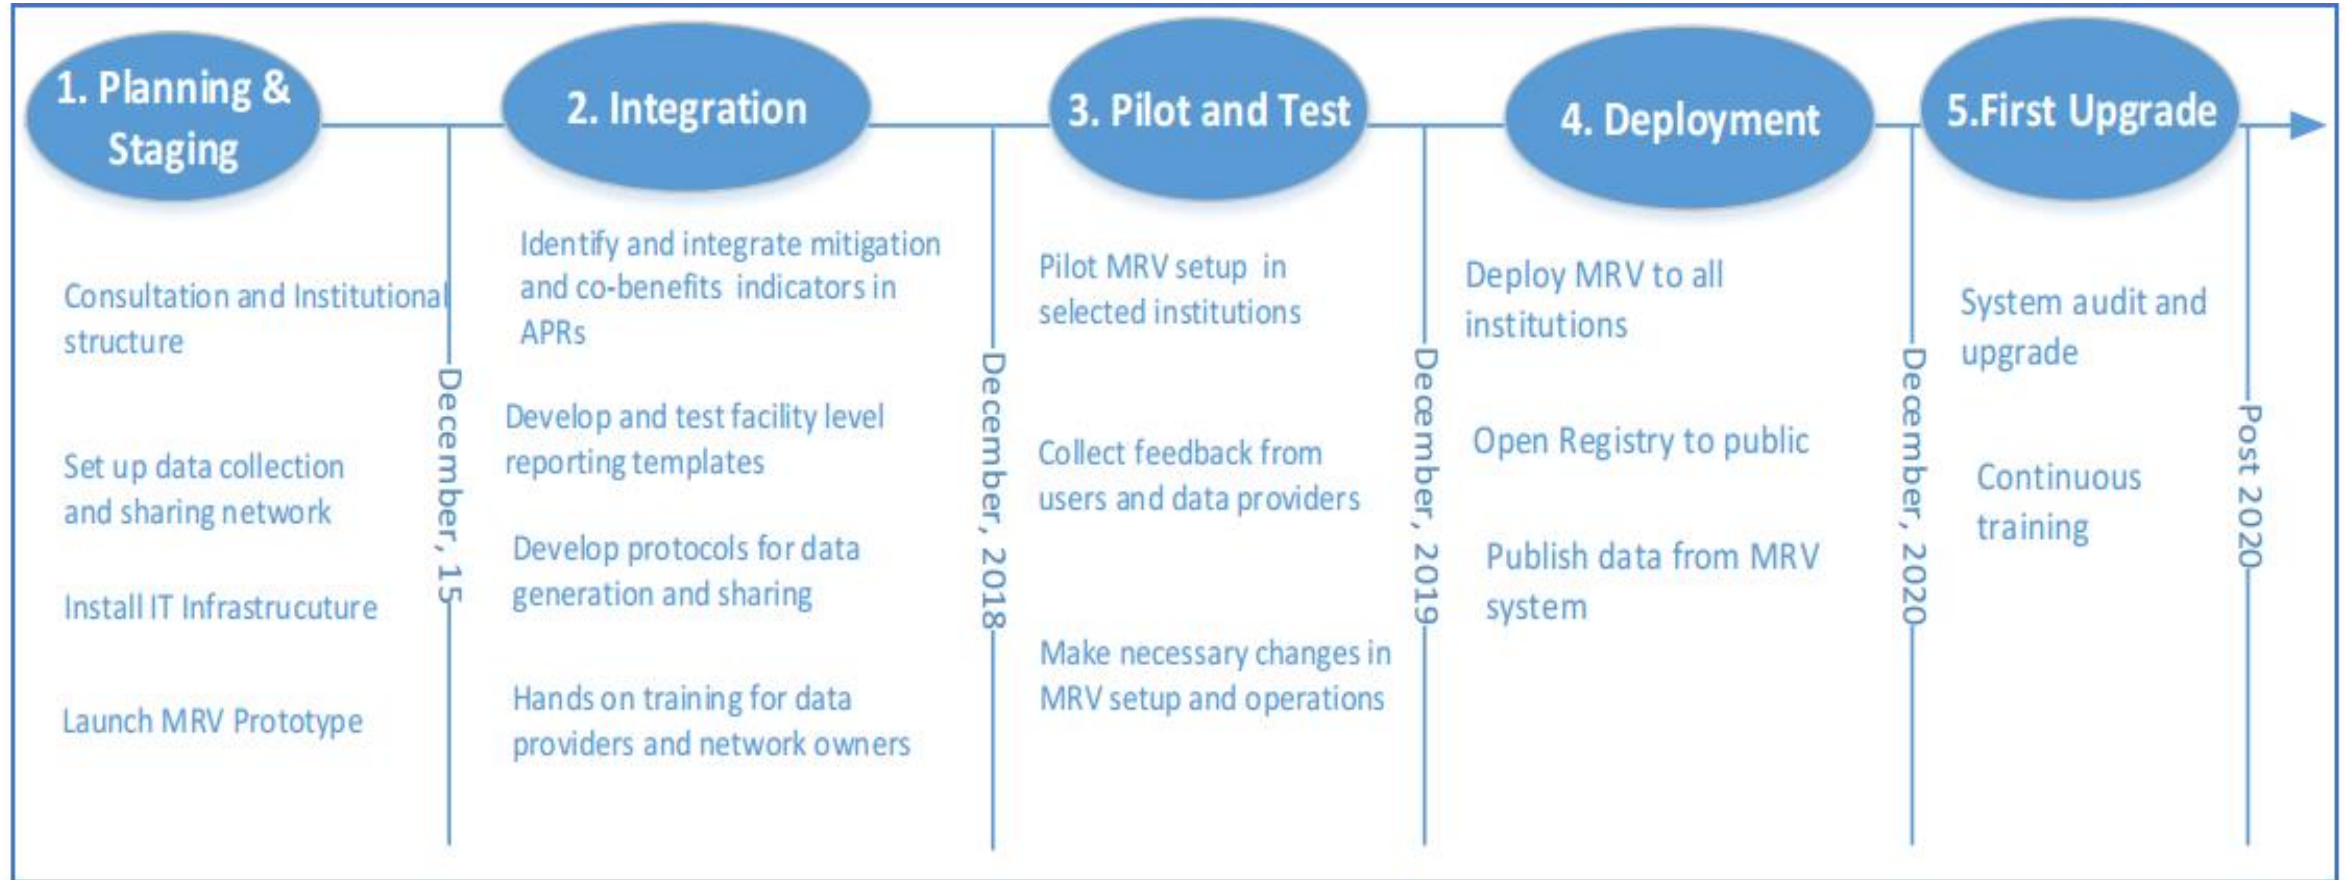 1. Planning &
Staging
Consultation and Institutional
structure
Set up data collection
and sharing network
Install IT Infrastrucuture
Launch MRV Prototype
December, 15
2. Integration
Identify and integrate mitigation
and co-benefits indicators in
APRs
Develop and test facility level
reporting templates
Develop protocols for data
generation and sharing
Hands on training for data
providers and network owners
December, 2018
3. Pilot and Test
Pilot MRV setup in
selected institutions
Collect feedback from
users and data providers
Make necessary changes in
MRV setup and operations
December, 2019
4. Deployment
Deploy MRV to all
institutions
Open Registry to public
Publish data from MRV
system
December, 2020
5.First Upgrade
System audit and
upgrade
Continuous
training
Post 2020